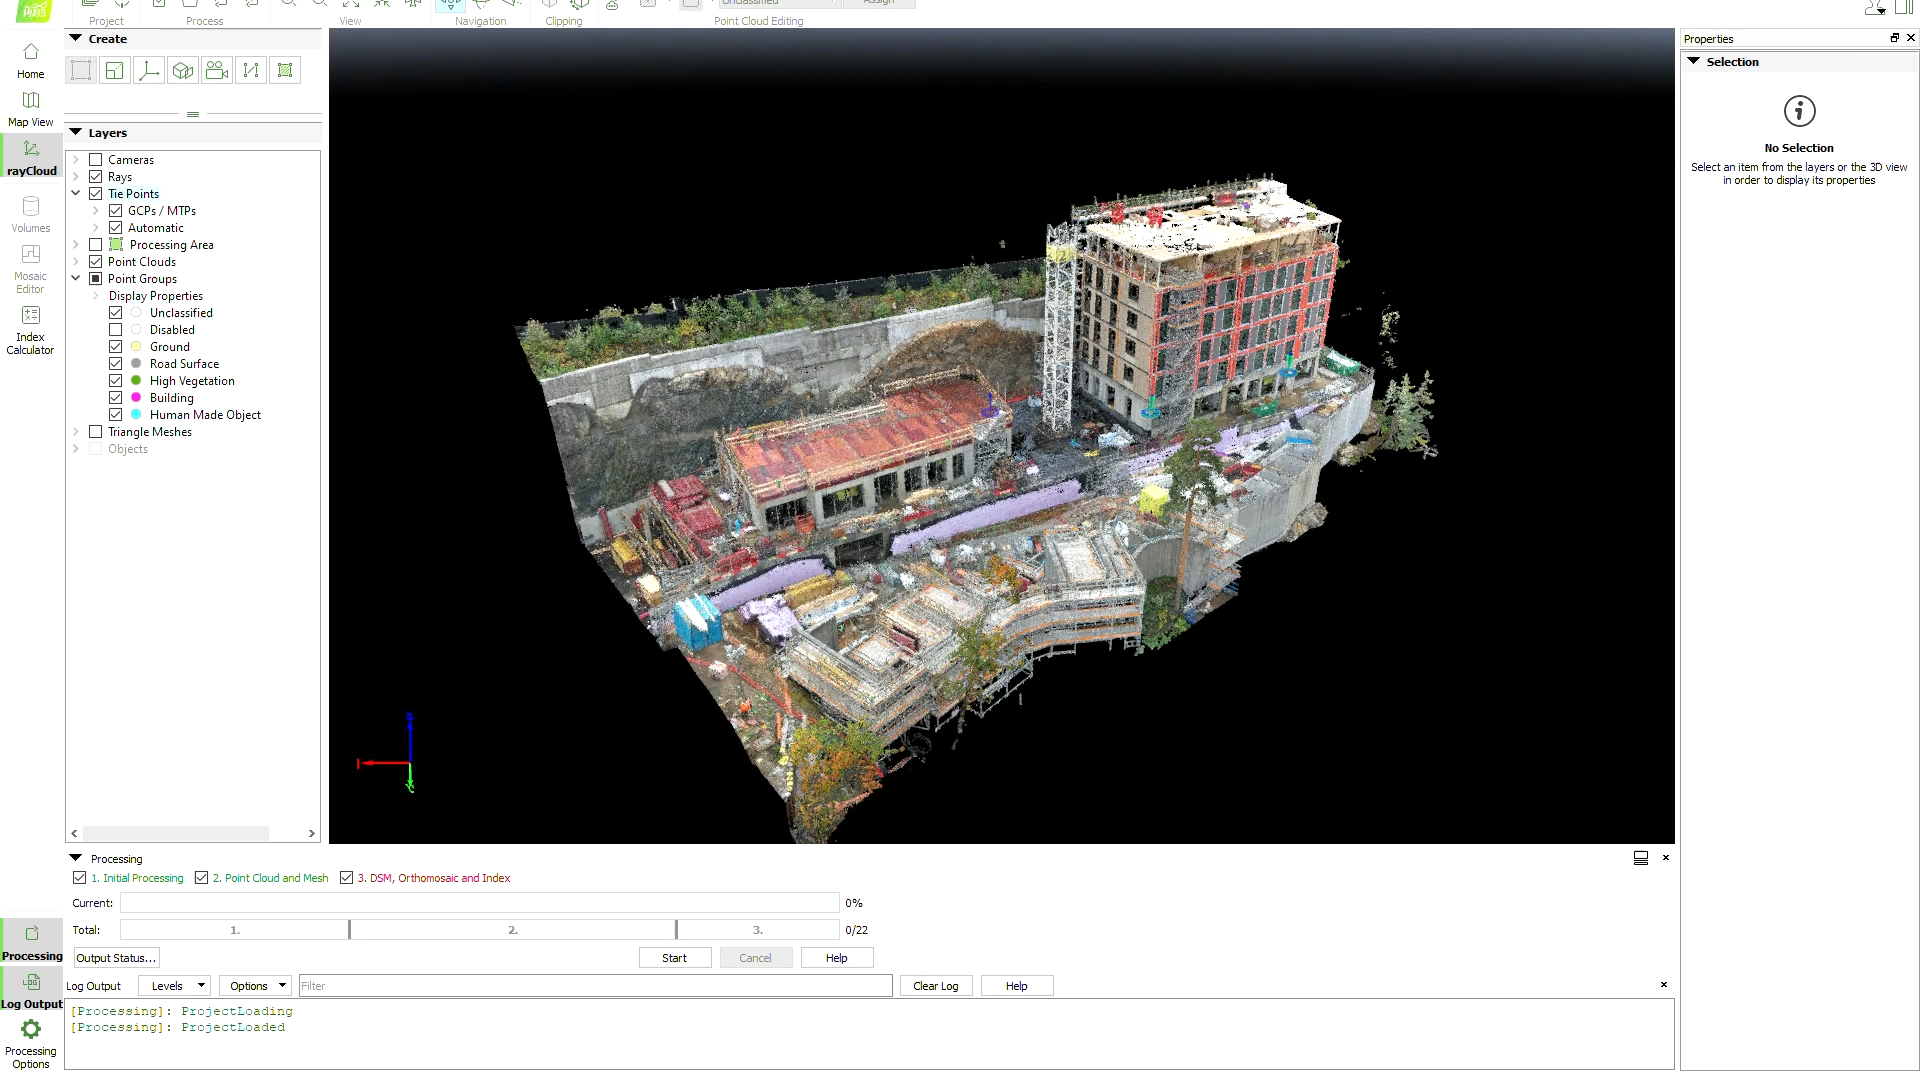 Pix4D
Project
Process
View
Navigation
Clipping
Unclassified
Assign
Point Cloud Editing
Home
Map View
rayCloud
Volumes
Mosaic
Editor
Index
Calculator
Processing
Log Output
Processing
Options
Create
Layers
Cameras
Rays
Tie Points
GCPs / MTPs
Automatic
Processing Area
Point Clouds
Point Groups
Display Properties
Unclassified
Disabled
Ground
Road Surface
High Vegetation
Building
Human Made Object
Triangle Meshes
Objects
Properties
Selection
No Selection
Select an item from the layers or the 3D view
in order to display its properties
Processing
1. Initial Processing 2. Point Cloud and Mesh 3. DSM, Orthomosaic and Index
Current: 0%
Total: 1. 2. 3. 0/22
Output Status... Start Cancel Help
Log Output Levels Options Filter Clear Log Help
[Processing]: ProjectLoading
[Processing]: ProjectLoaded